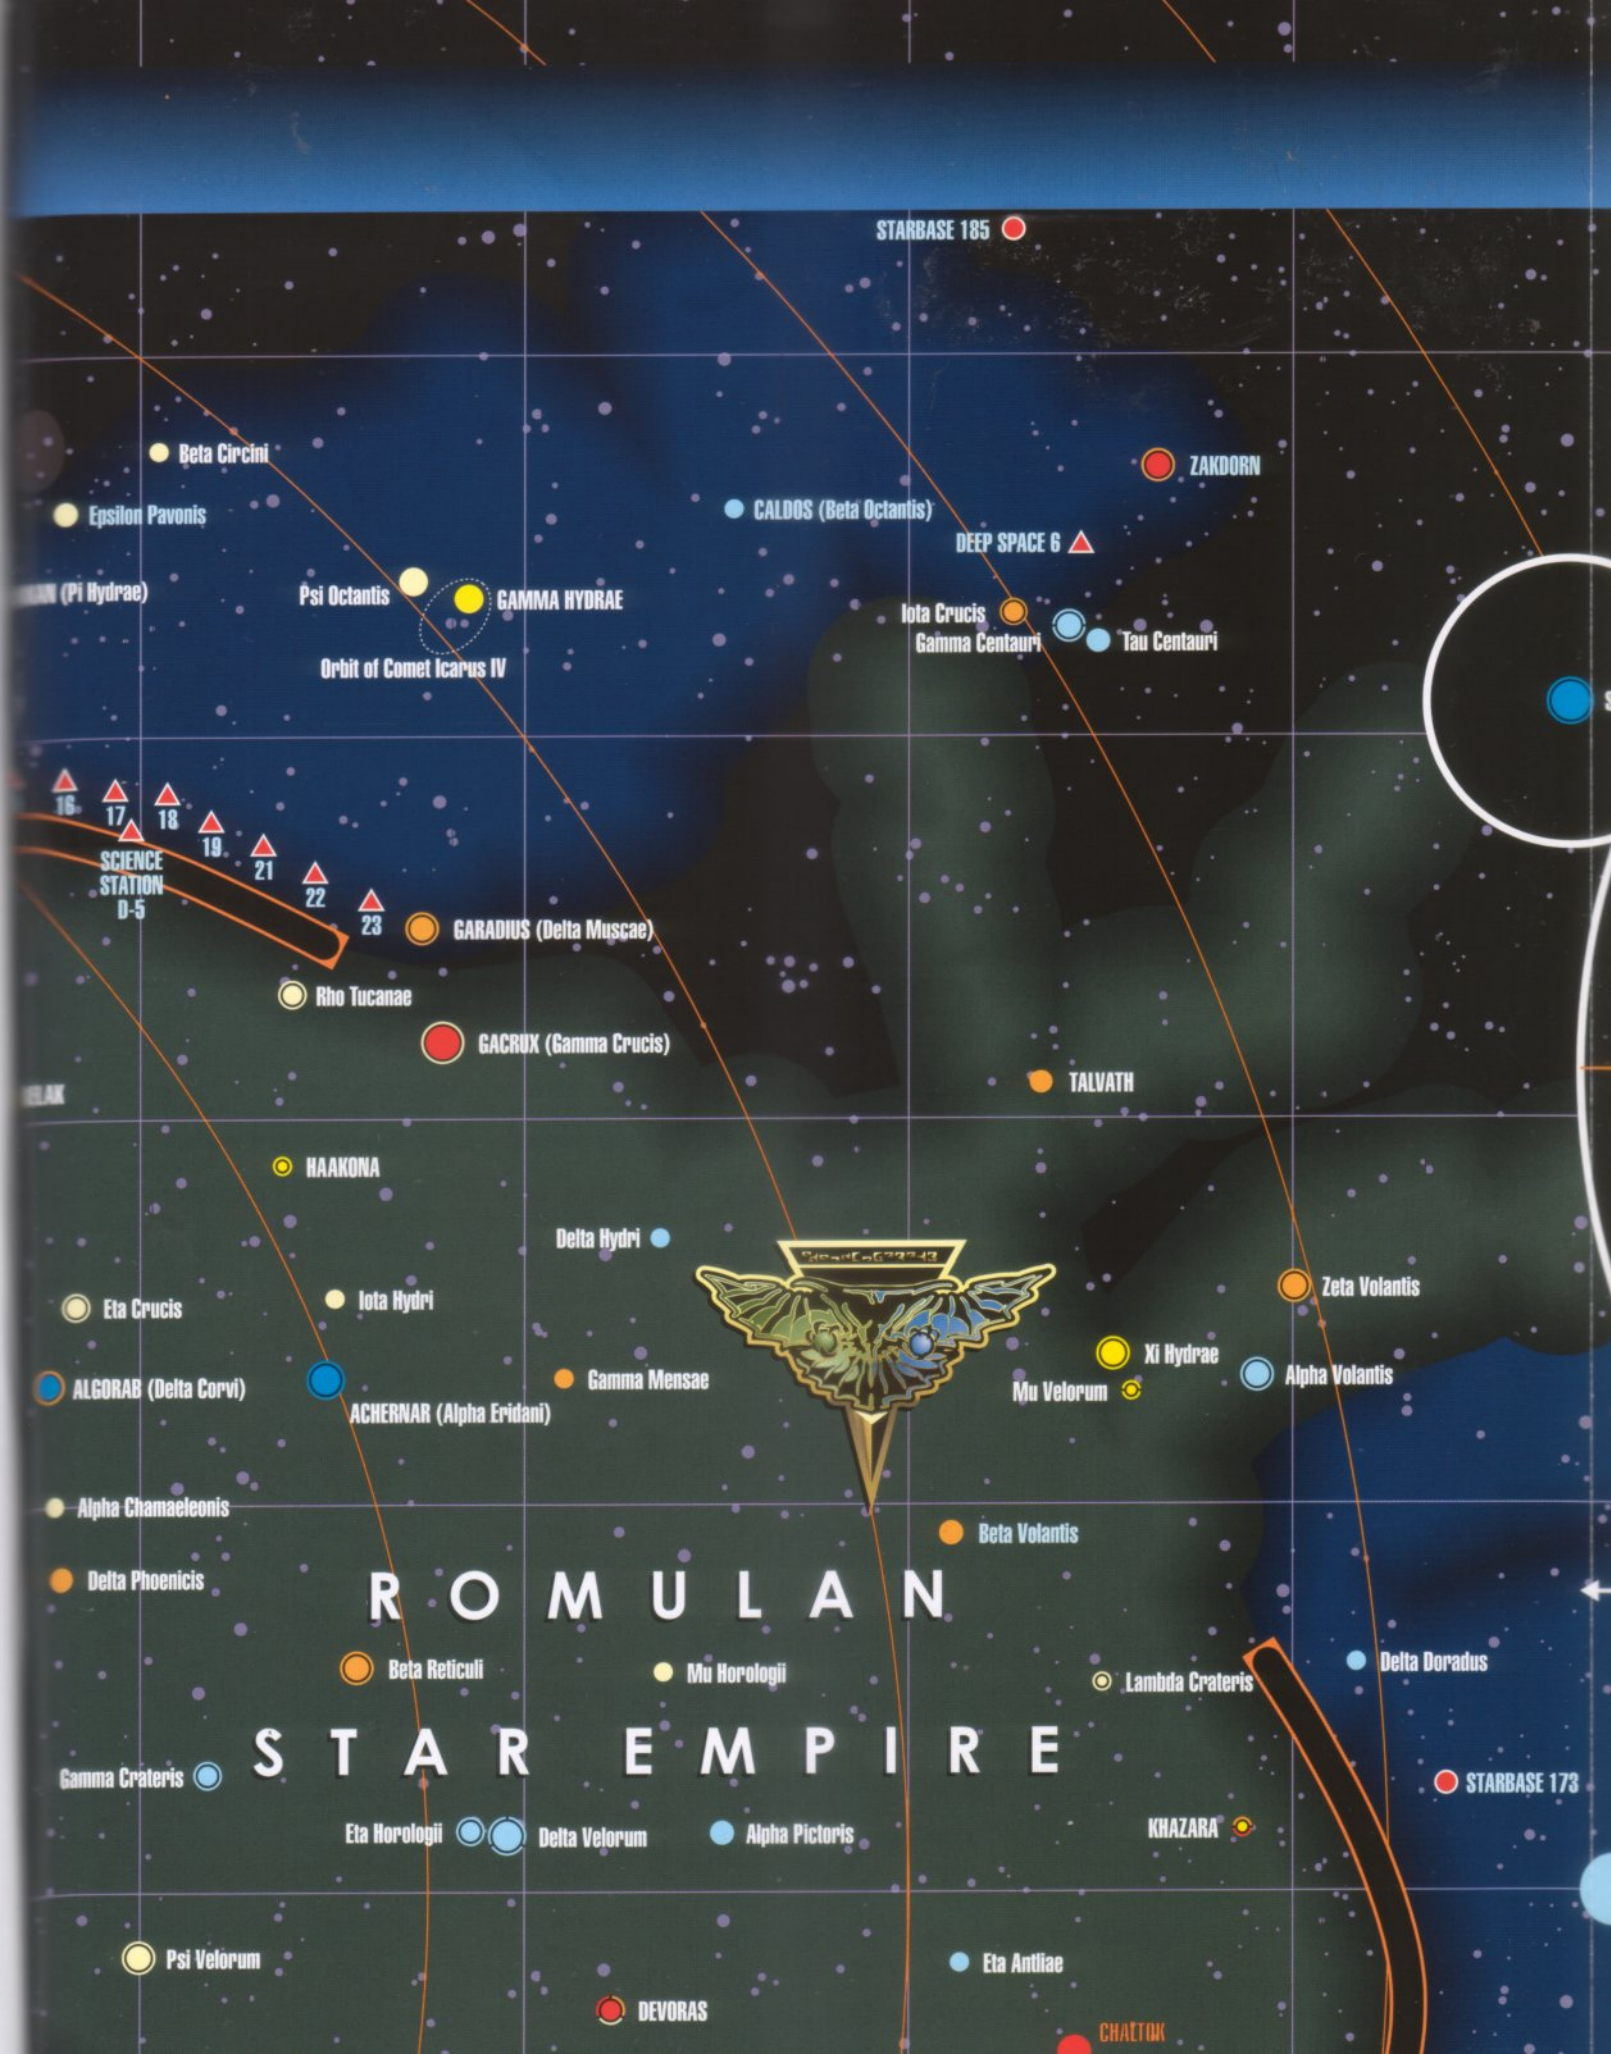 STARBASE 185
Beta Circini
ZAKDORN
Epsilon Pavonis
CALDOS (Beta Octantis)
DEEP SPACE 6
(Pi Hydrae)
Psi Octantis
GAMMA HYDRAE
Iota Crucis
Gamma Centauri
Tau Centauri
Orbit of Comet Icarus IV
S
16
17
18
19
21
22
23
SCIENCE
STATION
D-5
GARADIUS (Delta Muscae)
Rho Tucanae
GACRUX (Gamma Crucis)
TALVATH
ELAK
HAAKONA
Delta Hydri
Zeta Volantis
Eta Crucis
Iota Hydri
Xi Hydrae
Alpha Volantis
ALGORAB (Delta Corvi)
Gamma Mensae
Mu Velorum
ACHERNAR (Alpha Eridani)
Alpha Chamaeleonis
Beta Volantis
Delta Phoenicis
ROMULAN
Beta Reticuli
Mu Horologii
Lambda Crateris
Delta Doradus
STAR EMPIRE
Gamma Crateris
STARBASE 173
Eta Horologii
Delta Velorum
Alpha Pictoris
KHAZARA
Psi Velorum
Eta Antliae
DEVORAS
CHALTOK